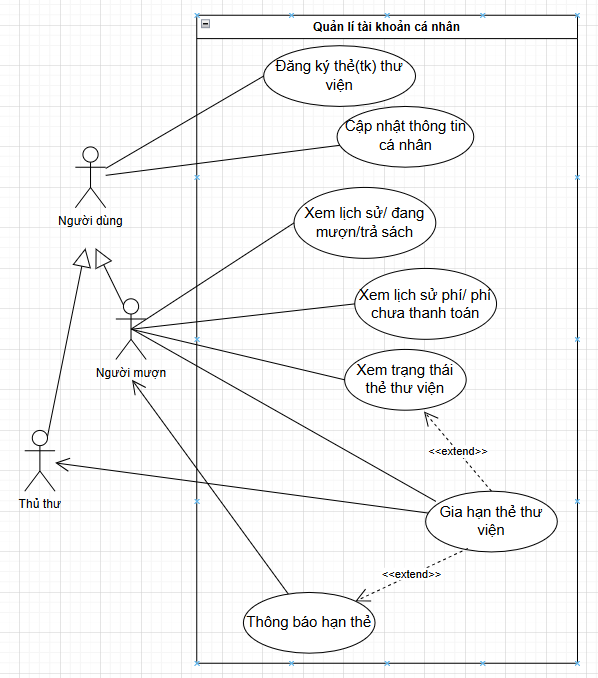 Quản lí tài khoản cá nhân
Đăng ký thẻ(tk) thư
viện
Cập nhật thông tin
cá nhân
Người dùng
Xem lịch sử/ đang
mượn/trả sách
Xem lịch sử phí/ phí
chưa thanh toán
Người mượn
Xem trạng thái
thẻ thư viện
<<extend>>
Thủ thư
Gia hạn thẻ thư
viện
<<extend>>
Thông báo hạn thẻ